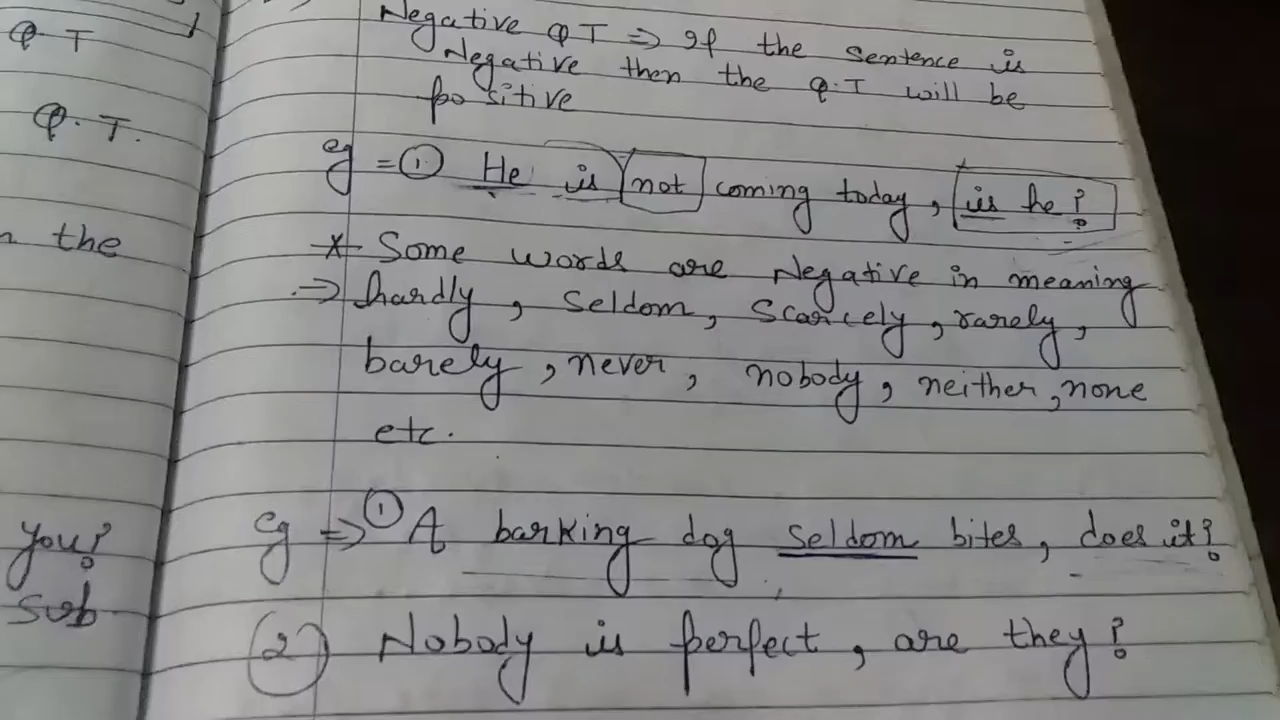 Q T
Q. T.
the
you?
sub
Negative Q T ⇒ If the sentence is
Negative then the Q.T will be
positive
eg = ① He is not coming today, is he?
* Some words are Negative in meaning
→ hardly, seldom, scarcely, rarely,
barely, never, nobody, neither, none
etc.
eg ⇒ ① A barking dog seldom bites, does it?
② Nobody is perfect, are they?